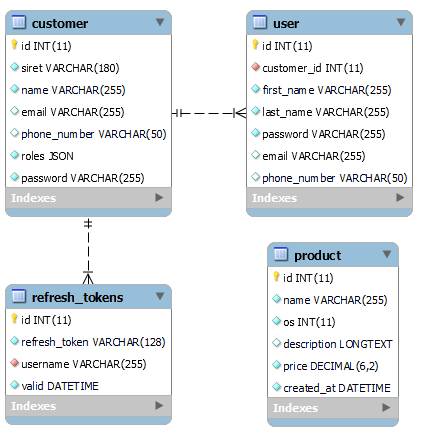 customer
id INT(11)
siret VARCHAR(180)
name VARCHAR(255)
email VARCHAR(255)
phone_number VARCHAR(50)
roles JSON
password VARCHAR(255)
Indexes
user
id INT(11)
customer_id INT(11)
first_name VARCHAR(255)
last_name VARCHAR(255)
password VARCHAR(255)
email VARCHAR(255)
phone_number VARCHAR(50)
Indexes
refresh_tokens
id INT(11)
refresh_token VARCHAR(128)
username VARCHAR(255)
valid DATETIME
Indexes
product
id INT(11)
name VARCHAR(255)
os INT(11)
description LONGTEXT
price DECIMAL(6,2)
created_at DATETIME
Indexes